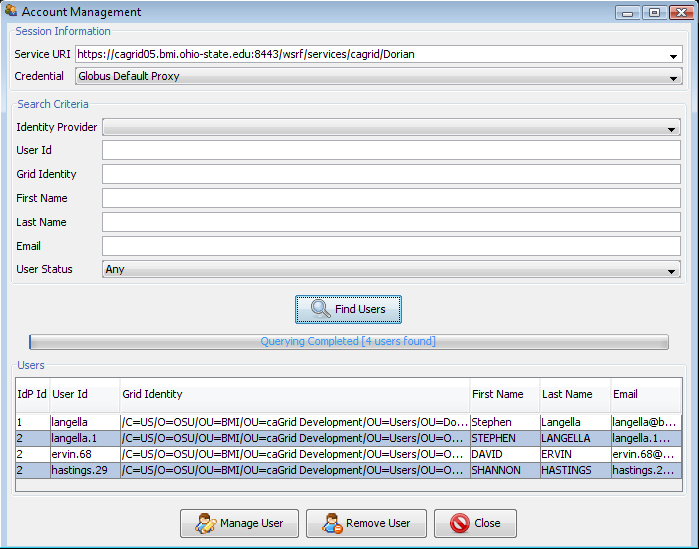 Account Management
Session Information
Service URI https://cagrid05.bmi.ohio-state.edu:8443/wsrf/services/cagrid/Dorian
Credential Globus Default Proxy
Search Criteria
Identity Provider
User Id
Grid Identity
First Name
Last Name
Email
User Status Any
Find Users
Querying Completed [4 users found]
Users
IdP Id User Id Grid Identity First Name Last Name Email
1 langella /C=US/O=OSU/OU=BMI/OU=caGrid Development/OU=Users/OU=Do... Stephen Langella langella@b...
2 langella.1 /C=US/O=OSU/OU=BMI/OU=caGrid Development/OU=Users/OU=O... STEPHEN LANGELLA langella.1...
2 ervin.68 /C=US/O=OSU/OU=BMI/OU=caGrid Development/OU=Users/OU=O... DAVID ERVIN ervin.68@...
2 hastings.29 /C=US/O=OSU/OU=BMI/OU=caGrid Development/OU=Users/OU=O... SHANNON HASTINGS hastings.2...
Manage User Remove User Close